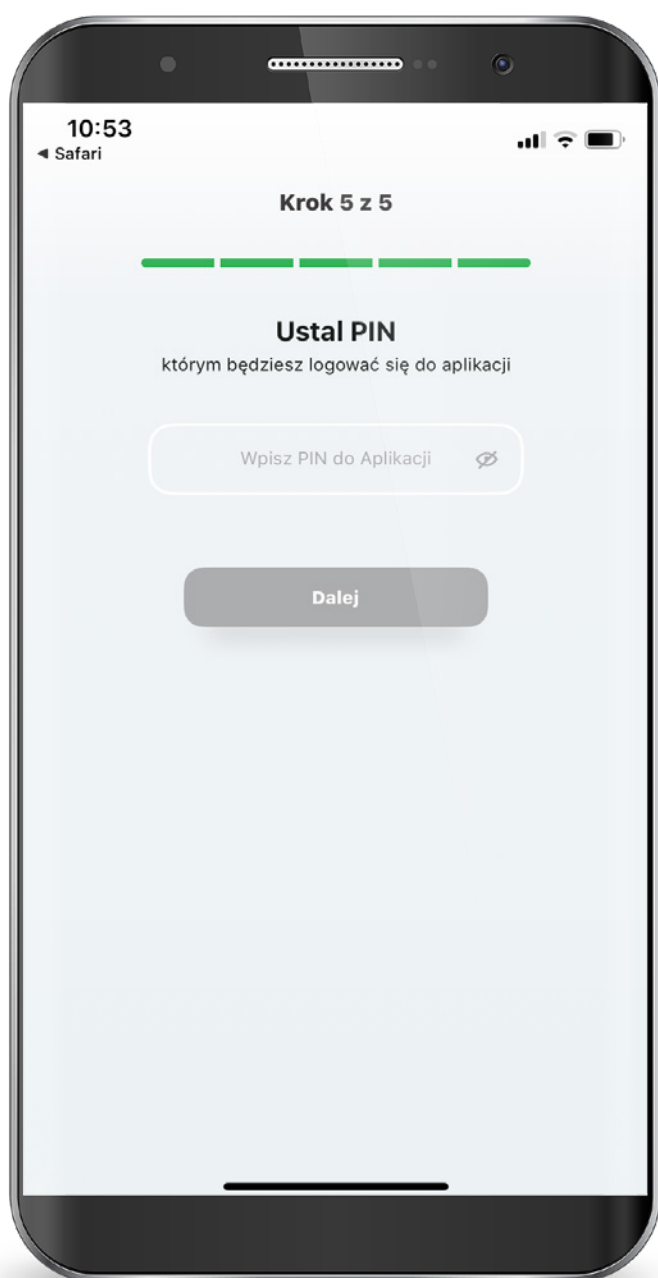 10:53
◀ Safari
Krok 5 z 5
Ustal PIN
którym będziesz logować się do aplikacji
Wpisz PIN do Aplikacji
Dalej